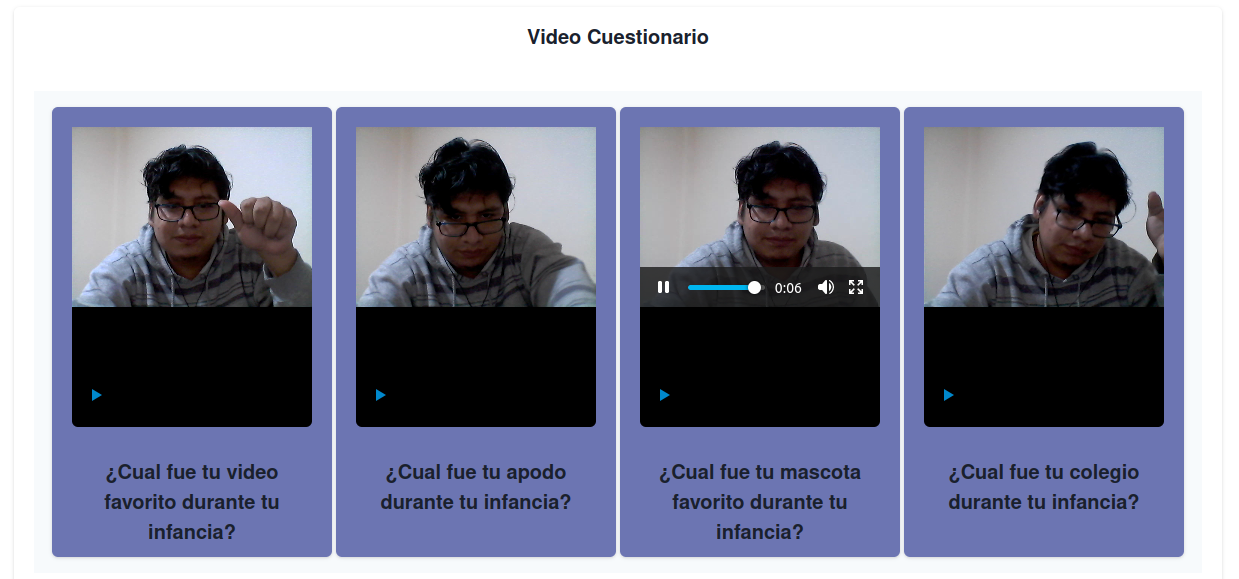 Video Cuestionario
0:06
¿Cual fue tu video
favorito durante tu
infancia?
¿Cual fue tu apodo
durante tu infancia?
¿Cual fue tu mascota
favorito durante tu
infancia?
¿Cual fue tu colegio
durante tu infancia?